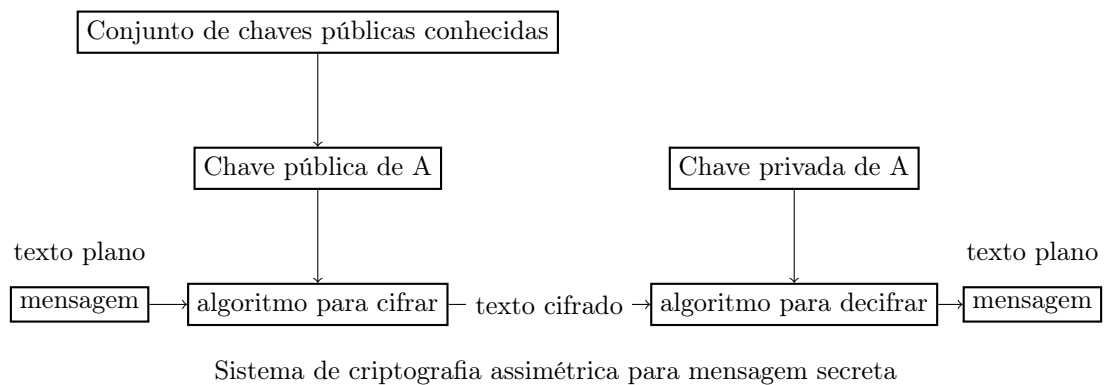 Conjunto de chaves públicas conhecidas
Chave pública de A
Chave privada de A
texto plano
texto plano
mensagem
algoritmo para cifrar
texto cifrado
algoritmo para decifrar
mensagem
Sistema de criptografia assimétrica para mensagem secreta